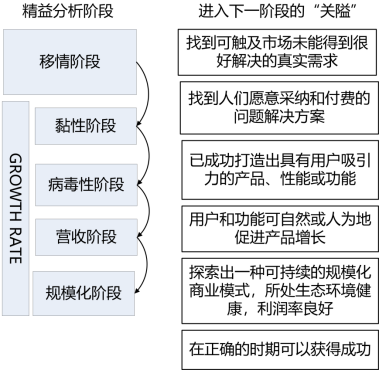 精益分析阶段
进入下一阶段的“关隘”
移情阶段
找到可触及市场未能得到很
好解决的真实需求
黏性阶段
找到人们愿意采纳和付费的
问题解决方案
病毒性阶段
已成功打造出具有用户吸引
力的产品、性能或功能
营收阶段
用户和功能可自然或人为地
促进产品增长
规模化阶段
探索出一种可持续的规模化
商业模式，所处生态环境健
康，利润率良好
在正确的时期可以获得成功
GROWTH RATE